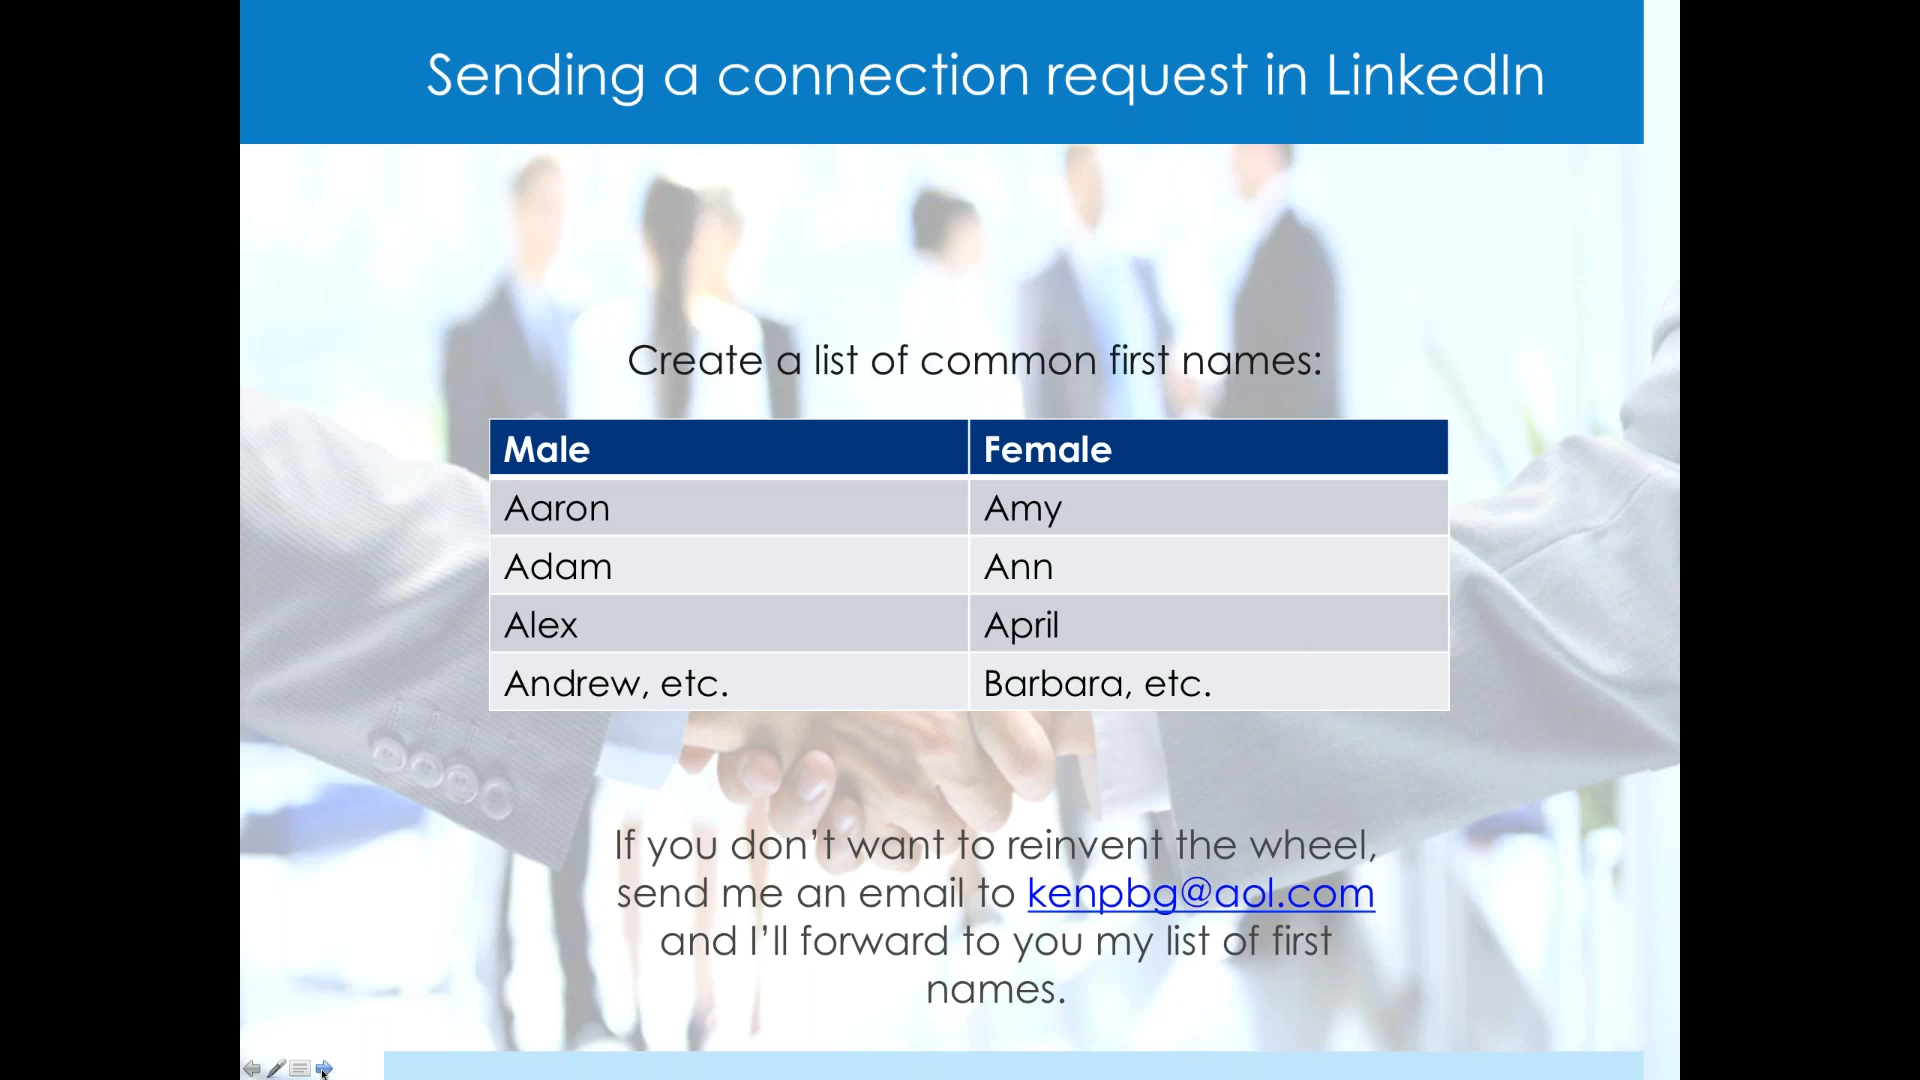 Sending a connection request in LinkedIn
Create a list of common first names:
Male Female
Aaron Amy
Adam Ann
Alex April
Andrew, etc. Barbara, etc.
If you don’t want to reinvent the wheel,
send me an email to kenpbg@aol.com
and I’ll forward to you my list of first
names.